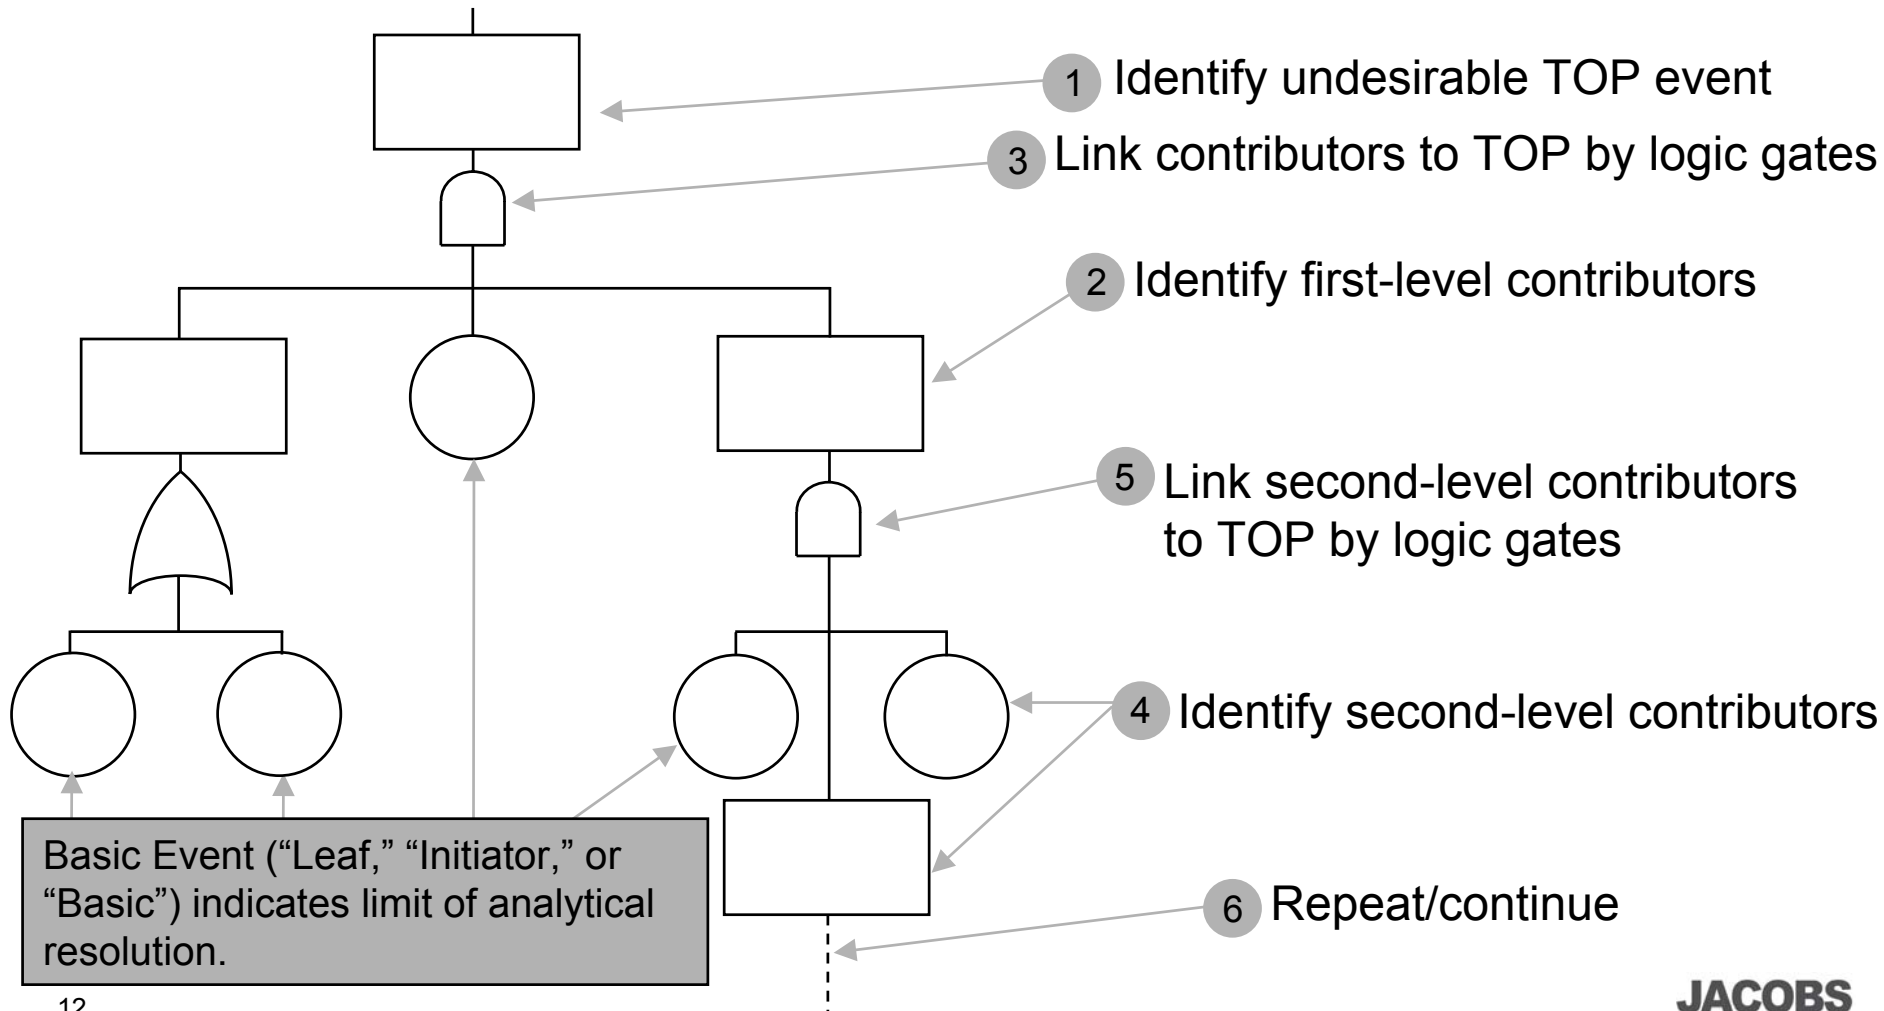 1 Identify undesirable TOP event
3 Link contributors to TOP by logic gates
2 Identify first-level contributors
5 Link second-level contributors
to TOP by logic gates
4 Identify second-level contributors
Basic Event (“Leaf,” “Initiator,” or
“Basic”) indicates limit of analytical
resolution.
6 Repeat/continue
12
JACOBS